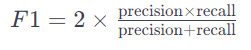 F1 = 2 × precision×recall / precision+recall